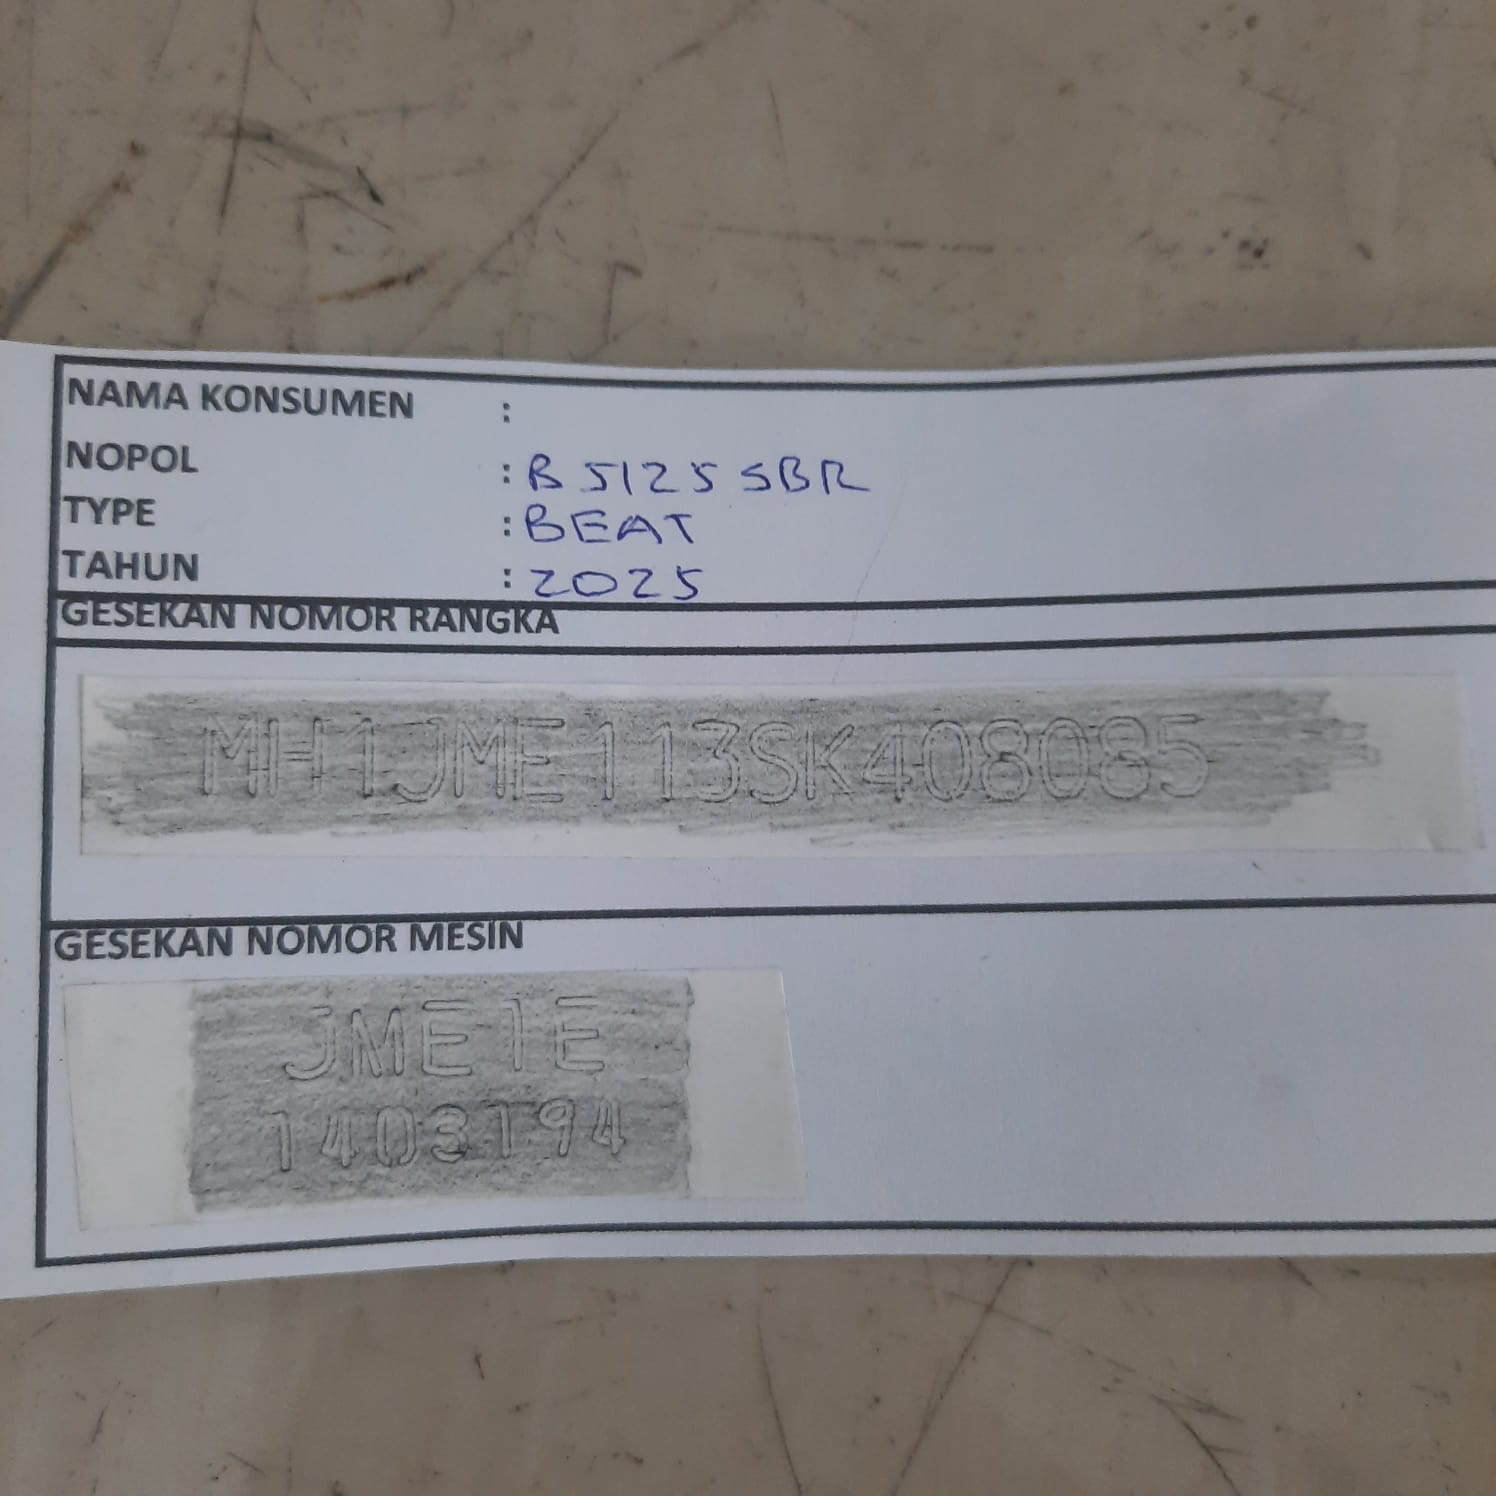 NAMA KONSUMEN :
NOPOL : B 5125 SBR
TYPE : BEAT
TAHUN : 2025
GESEKAN NOMOR RANGKA
MH1JME113SK408085
GESEKAN NOMOR MESIN
JME1E
1403194